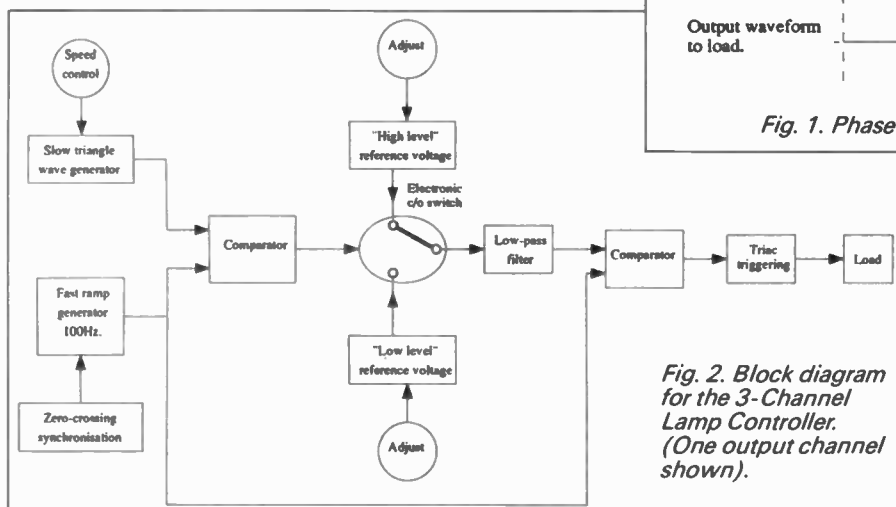 Output waveform
to load.
Fig. 1. Phase
Speed
control
Adjust
Slow triangle
wave generator
"High level"
reference voltage
Electronic
c/o switch
Comparator
Low-pass
filter
Comparator
Triac
triggering
Load
Fast ramp
generator
100Hz.
"Low level"
reference voltage
Zero-crossing
synchronisation
Adjust
Fig. 2. Block diagram
for the 3-Channel
Lamp Controller.
(One output channel
shown).